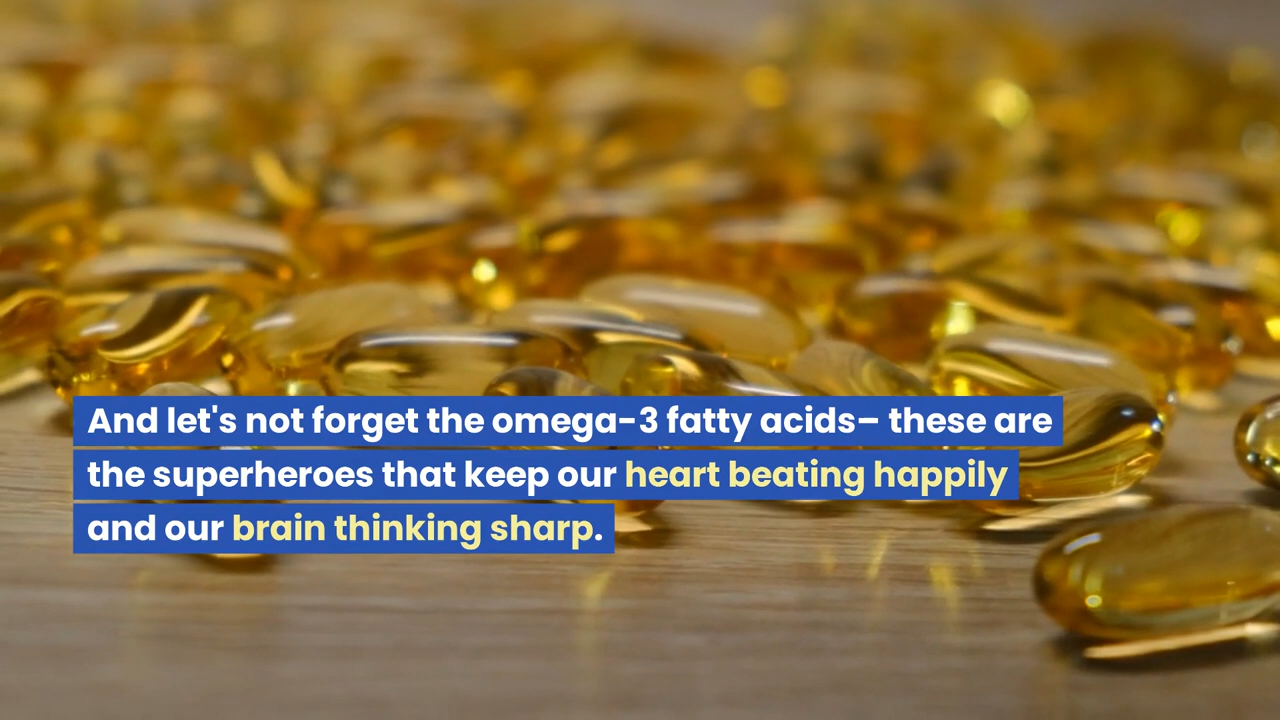 And let's not forget the omega-3 fatty acids– these are
the superheroes that keep our heart beating happily
and our brain thinking sharp.